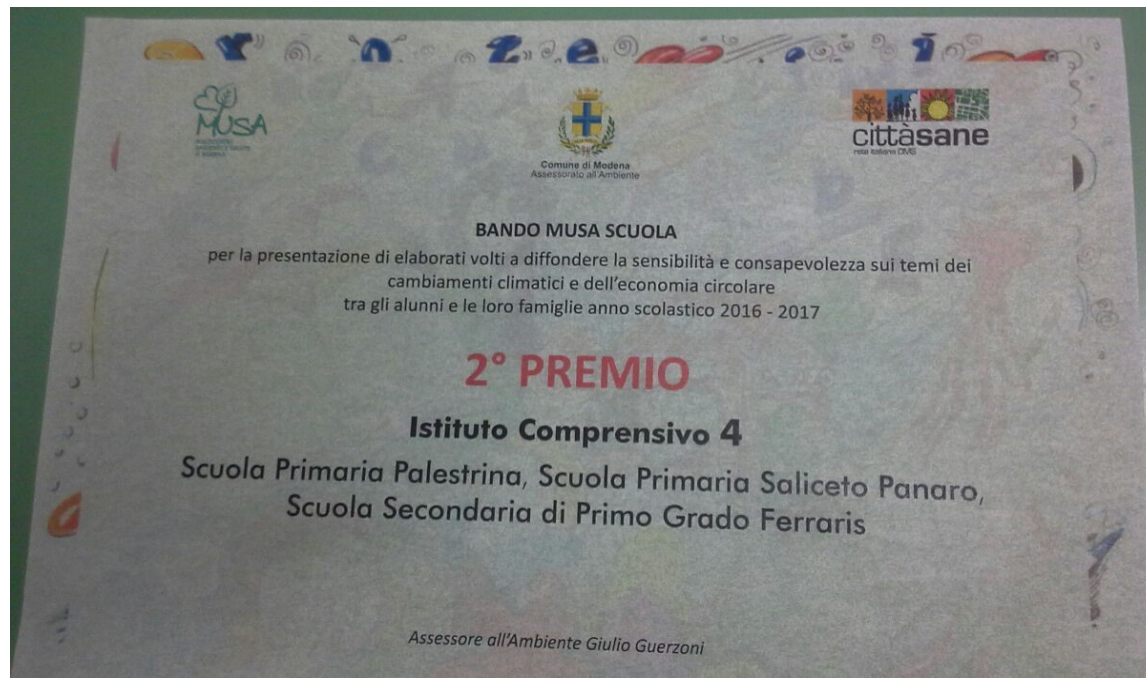 MUSA
Comune di Modena
Assessorato all'Ambiente
cittàsane
rete italiana OMS
BANDO MUSA SCUOLA
per la presentazione di elaborati volti a diffondere la sensibilità e consapevolezza sui temi dei
cambiamenti climatici e dell'economia circolare
tra gli alunni e le loro famiglie anno scolastico 2016 - 2017
2° PREMIO
Istituto Comprensivo 4
Scuola Primaria Palestrina, Scuola Primaria Saliceto Panaro,
Scuola Secondaria di Primo Grado Ferraris
Assessore all'Ambiente Giulio Guerzoni